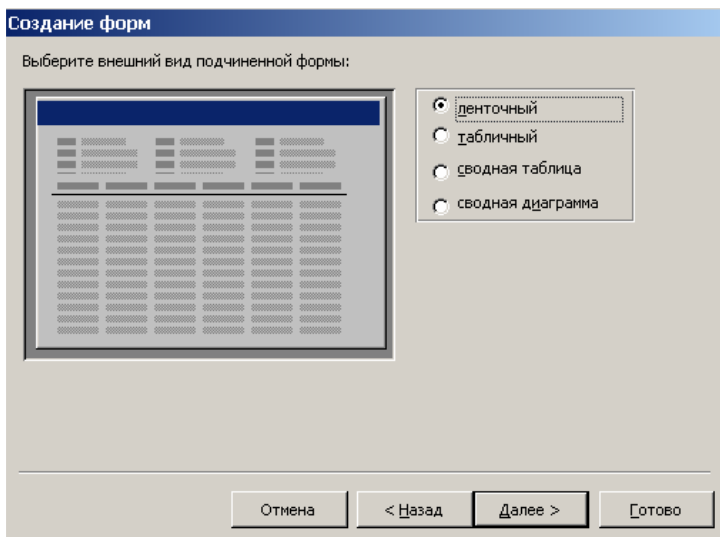 Создание форм
Выберите внешний вид подчиненной формы:
ленточный
табличный
сводная таблица
сводная диаграмма
Отмена
< Назад
Далее >
Готово